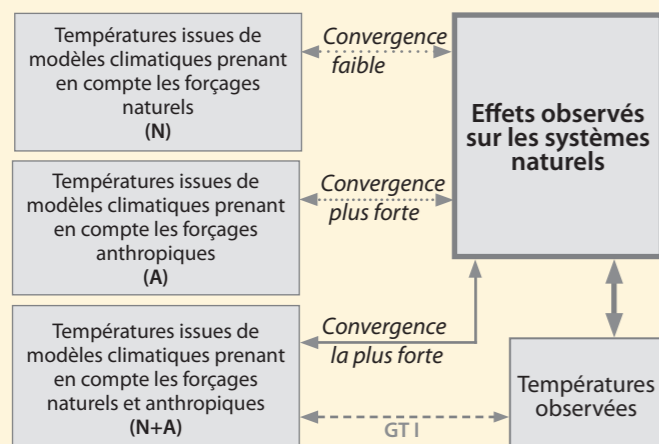 Températures issues de
modèles climatiques prenant
en compte les forçages
naturels
(N)
Convergence
faible
Effets observés
sur les systèmes
naturels
Températures issues de
modèles climatiques prenant
en compte les forçages
anthropiques
(A)
Convergence
plus forte
Températures issues de
modèles climatiques prenant
en compte les forçages
naturels et anthropiques
(N+A)
Convergence
la plus forte
GT I
Températures
observées